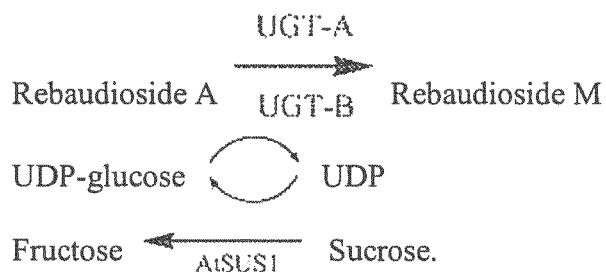 UGT-A
Rebaudioside A UGT-B Rebaudioside M
UDP-glucose UDP
Fructose AtSUS1 Sucrose.